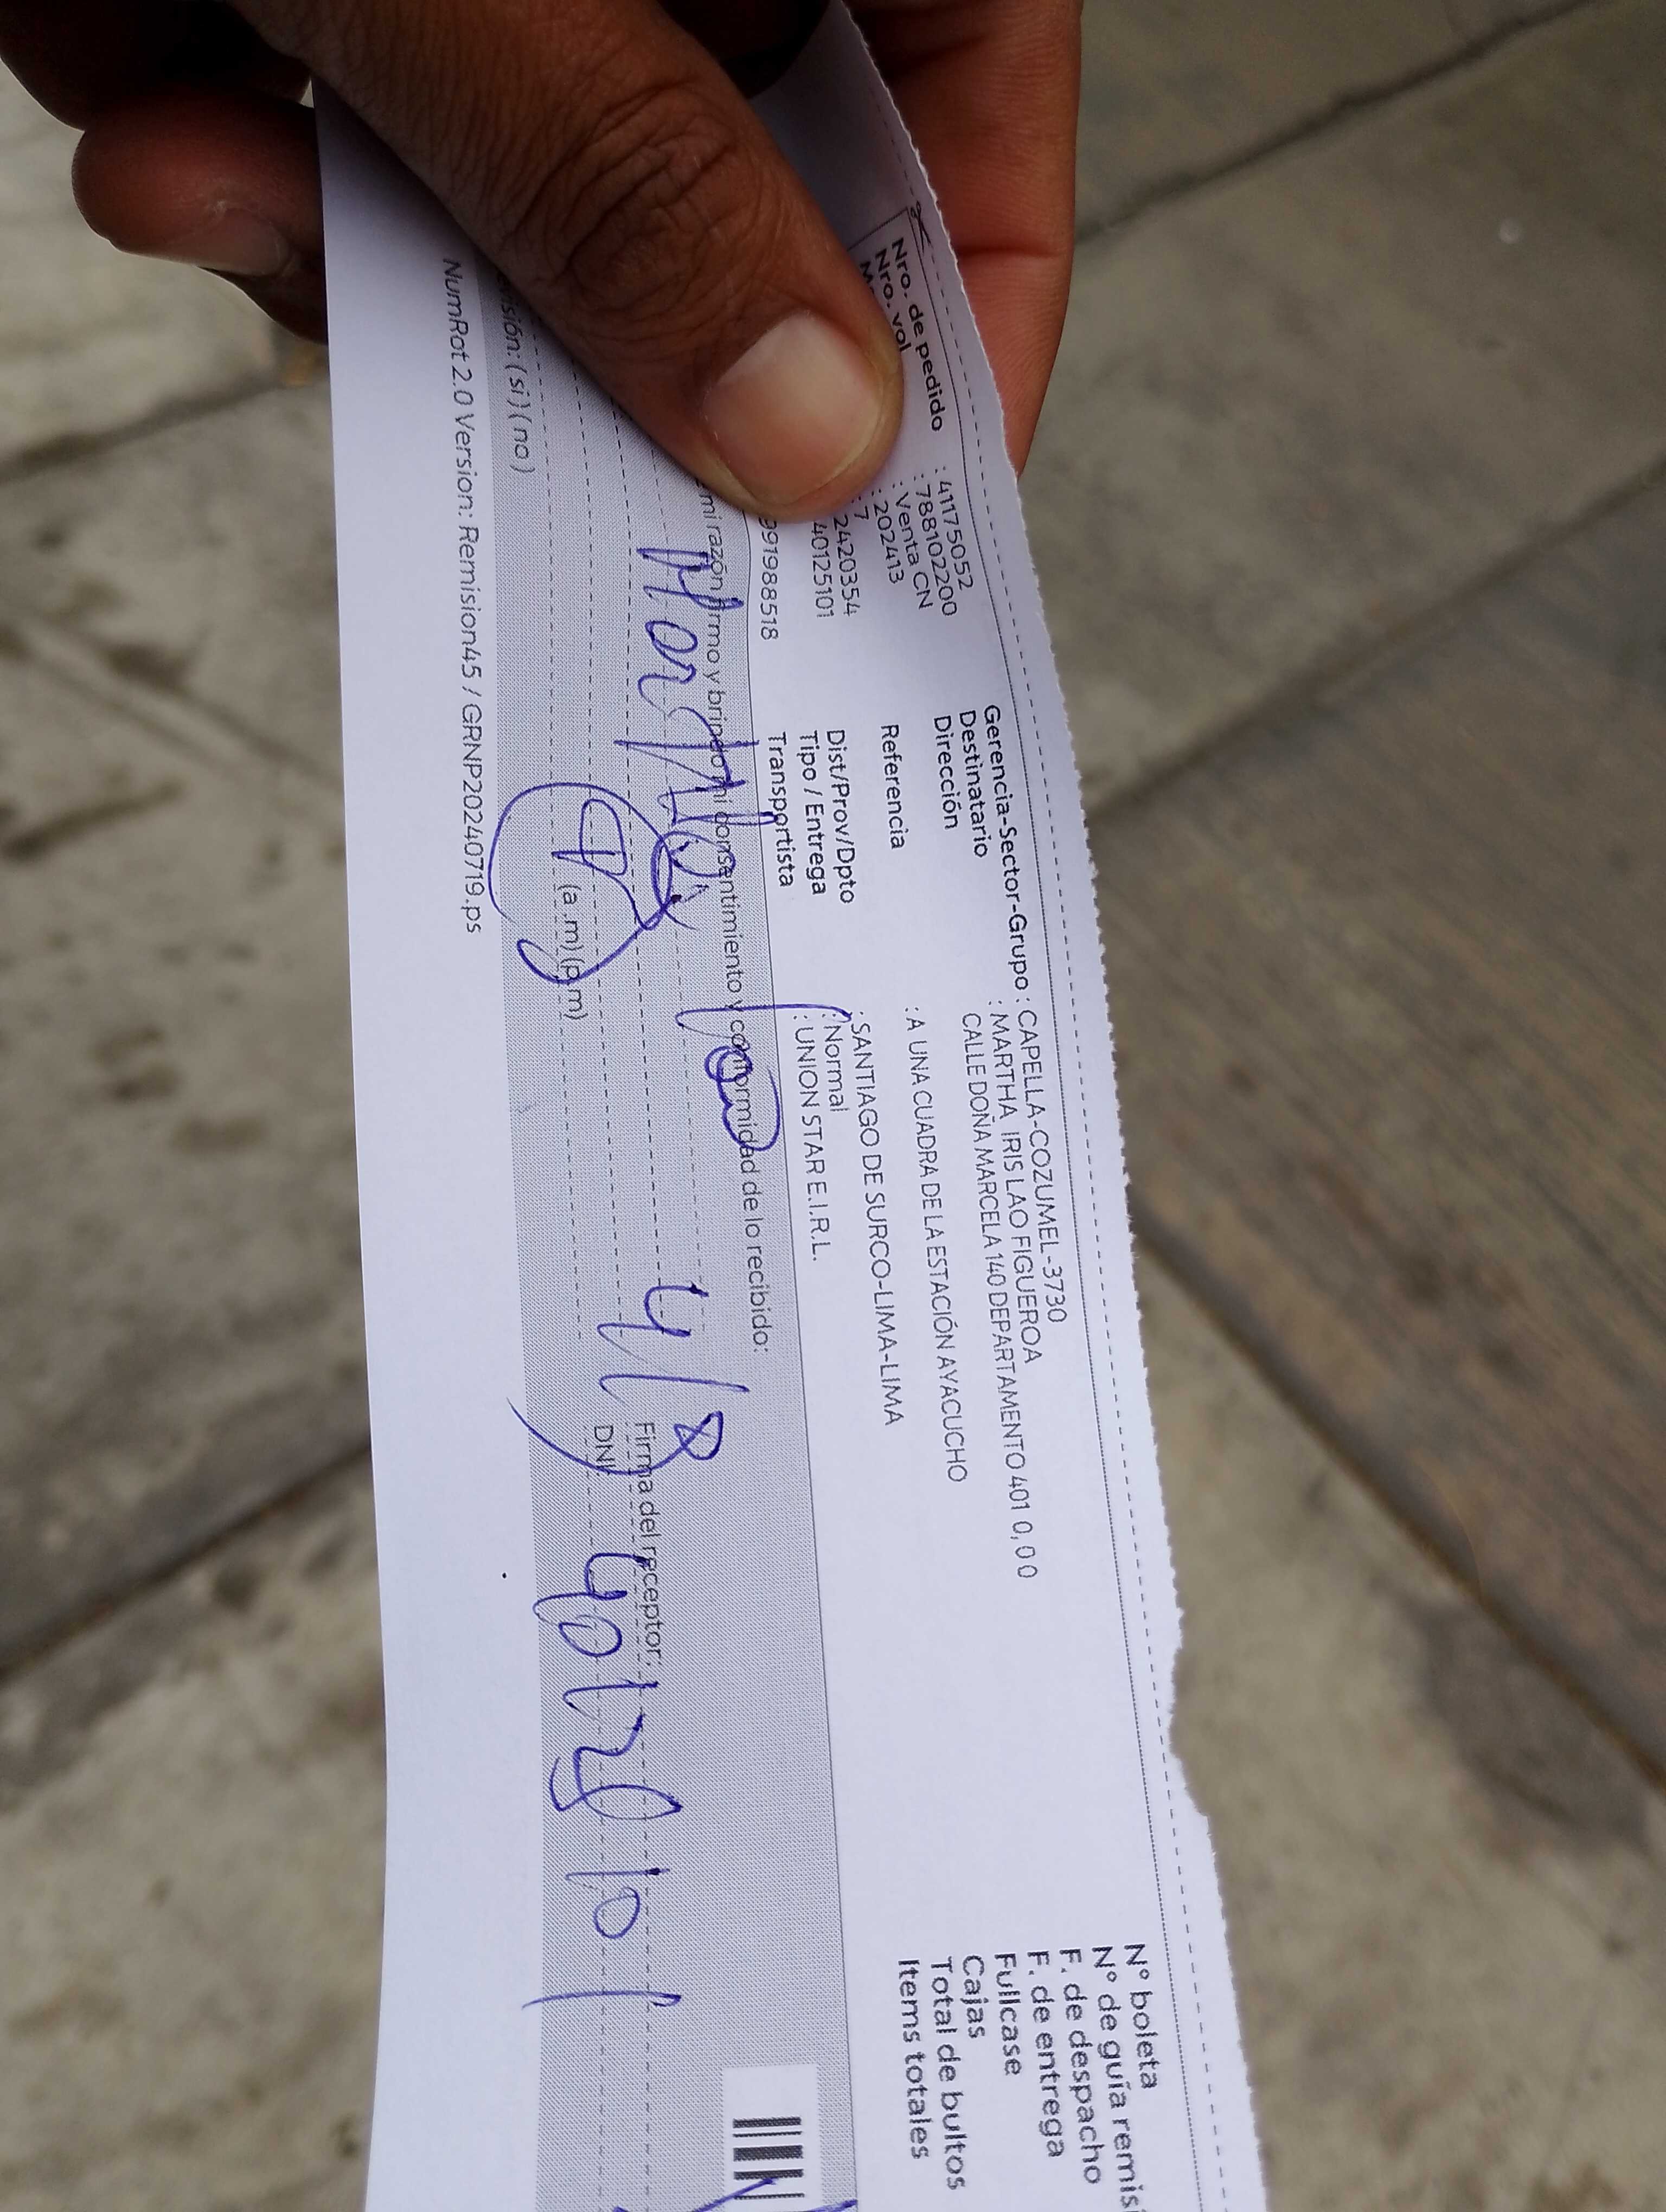 Nro. de pedido : 41175052
Nro. vol : 788102200
: Venta CN
: 202413
: 7
2420354
40125101
991988518
Gerencia-Sector-Grupo : CAPELLA-COZUMEL-3730
Destinatario : MARTHA IRIS LAO FIGUEROA
Dirección CALLE DOÑA MARCELA 140 DEPARTAMENTO 401 0,00
Referencia : A UNA CUADRA DE LA ESTACIÓN AYACUCHO
Dist/Prov/Dpto : SANTIAGO DE SURCO-LIMA-LIMA
Tipo / Entrega : Normal
Transportista : UNION STAR E.I.R.L.
N° boleta
N° de guía remis
F. de despacho
F. de entrega
Fullcase
Cajas
Total de bultos
Items totales
mi razón firmo y brindo mi consentimiento y conformidad de lo recibido:
Firma del receptor:
(a.m)(p.m)
DNI:
isión: (si) (no)
NumRot 2.0 Version: Remision45 / GRNP20240719.ps